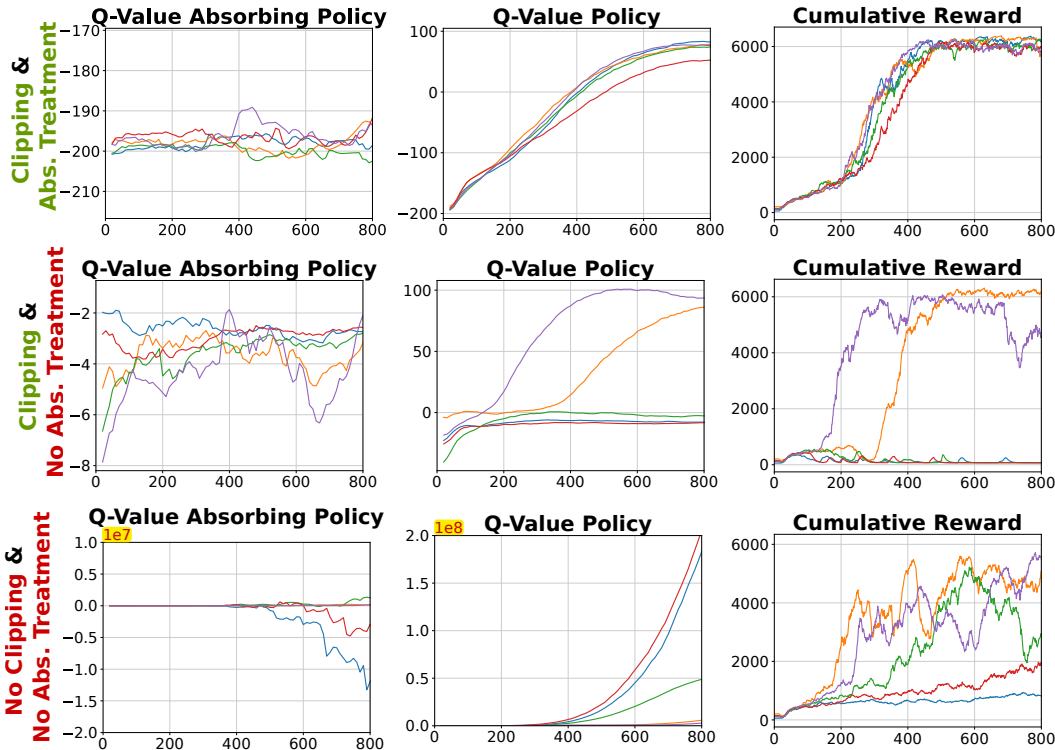 Q-Value Absorbing Policy
Q-Value Policy
Cumulative Reward
Clipping &
Abs. Treatment
−170
−180
−190
−200
−210
0 200 400 600 800
100
0
−100
−200
0 200 400 600 800
6000
4000
2000
0
0 200 400 600 800
Q-Value Absorbing Policy
Q-Value Policy
Cumulative Reward
Clipping &
No Abs. Treatment
−2
−4
−6
−8
0 200 400 600 800
100
50
0
0 200 400 600 800
6000
4000
2000
0
0 200 400 600 800
Q-Value Absorbing Policy
Q-Value Policy
Cumulative Reward
No Clipping &
No Abs. Treatment
1e7
1.0
0.5
0.0
−0.5
−1.0
−1.5
−2.0
0 200 400 600 800
1e8
2.0
1.5
1.0
0.5
0.0
0 200 400 600 800
6000
4000
2000
0
0 200 400 600 800